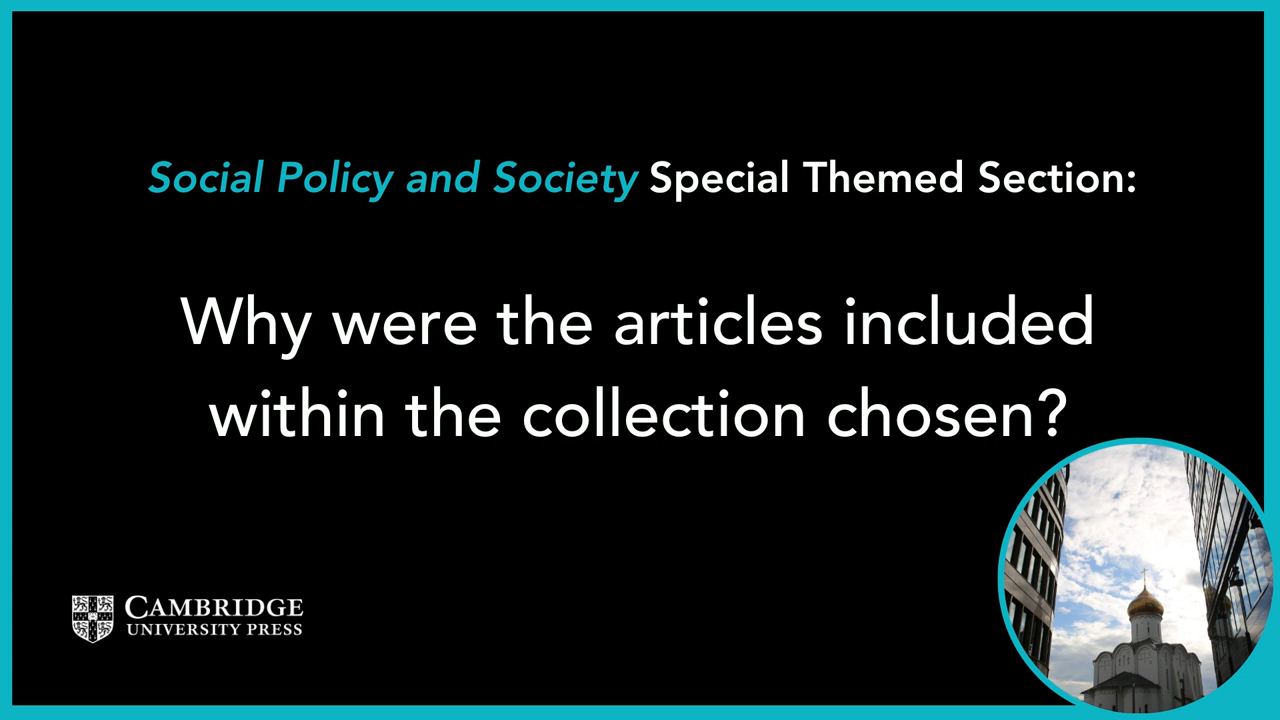 Social Policy and Society Special Themed Section:
Why were the articles included
within the collection chosen?
CAMBRIDGE
UNIVERSITY PRESS